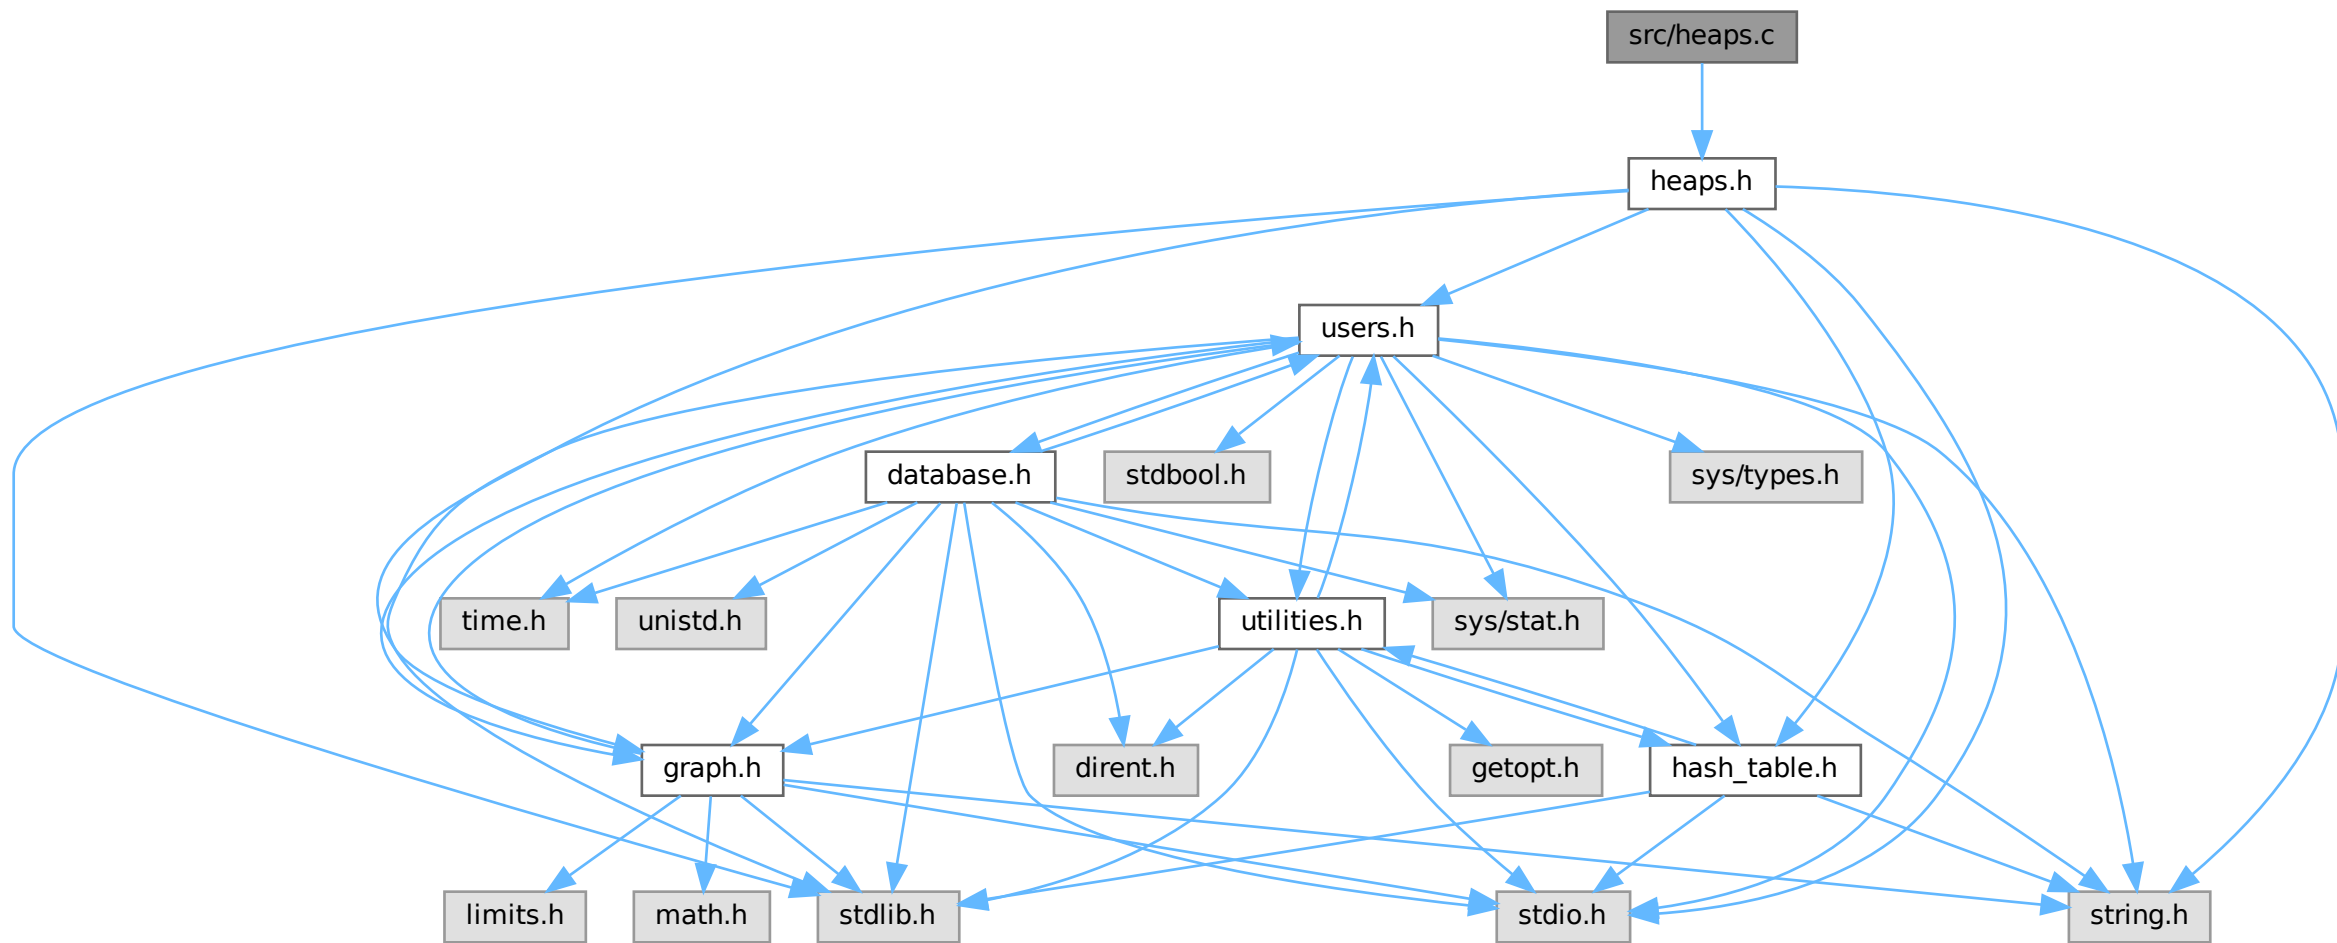 src/heaps.c
heaps.h
users.h
database.h
stdbool.h
sys/types.h
time.h
unistd.h
utilities.h
sys/stat.h
graph.h
dirent.h
getopt.h
hash_table.h
limits.h
math.h
stdlib.h
stdio.h
string.h